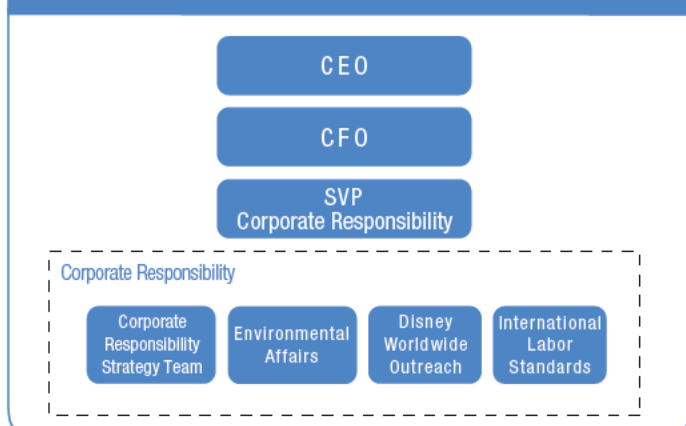 CEO
CFO
SVP
Corporate Responsibility
Corporate Responsibility
Corporate
Responsibility
Strategy Team
Environmental
Affairs
Disney
Worldwide
Outreach
International
Labor
Standards